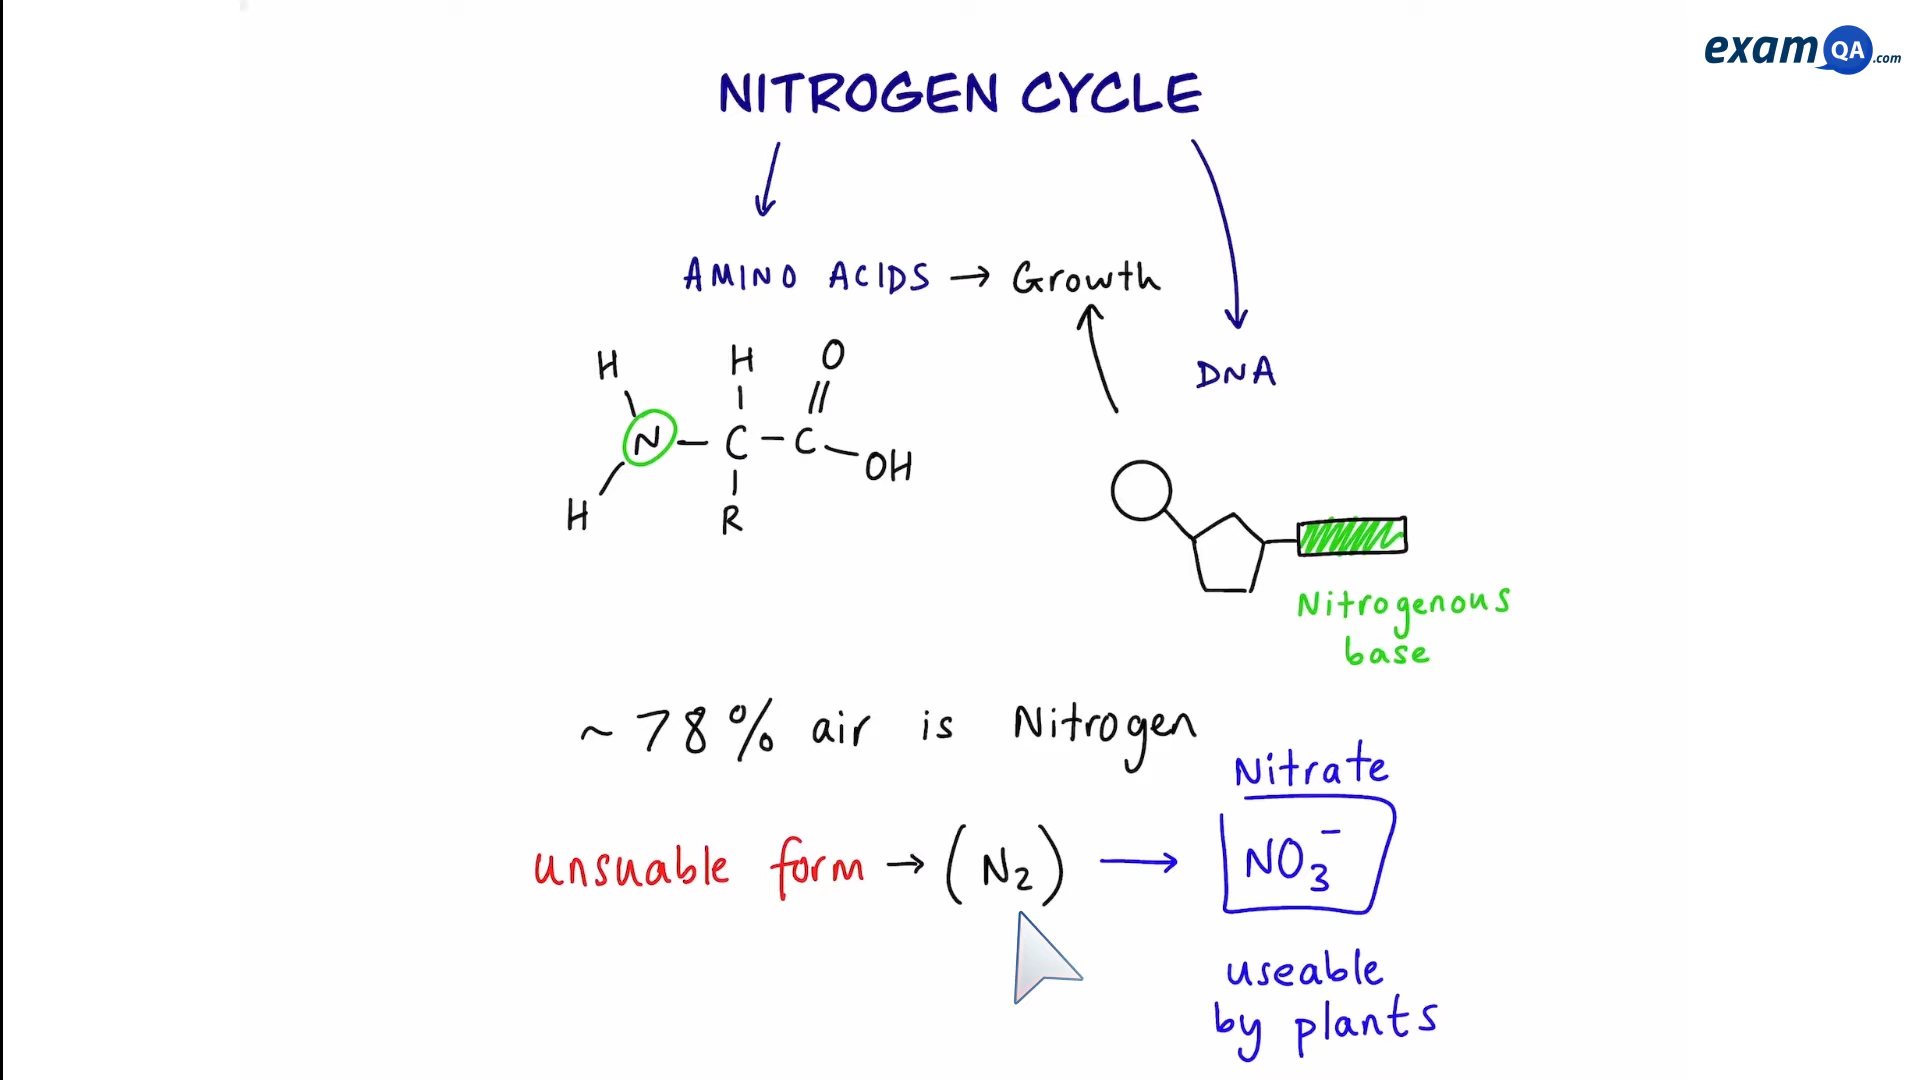 examQA.com
NITROGEN CYCLE
AMINO ACIDS → Growth
DNA
H H O
N - C - C
OH
H R
Nitrogenous
base
~ 78% air is Nitrogen
Nitrate
unsuable form → (N₂) → NO₃⁻
useable
by plants